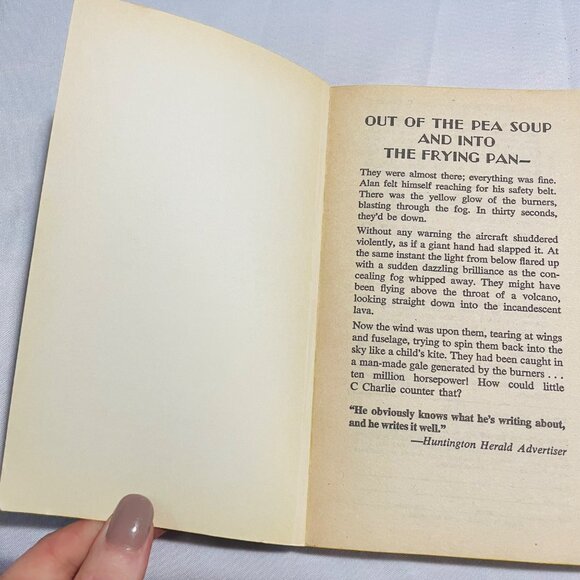 OUT OF THE PEA SOUP
AND INTO
THE FRYING PAN—
They were almost there; everything was fine.
Alan felt himself reaching for his safety belt.
There was the yellow glow of the burners,
blasting through the fog. In thirty seconds,
they'd be down.
Without any warning the aircraft shuddered
violently, as if a giant hand had slapped it. At
the same instant the light from below flared up
with a sudden dazzling brilliance as the con-
cealing fog whipped away. They might have
been flying above the throat of a volcano,
looking straight down into the incandescent
lava.
Now the wind was upon them, tearing at wings
and fuselage, trying to spin them back into the
sky like a child's kite. They had been caught in
a man-made gale generated by the burners . . .
ten million horsepower! How could little
C Charlie counter that?
"He obviously knows what he's writing about,
and he writes it well."
—Huntington Herald Advertiser